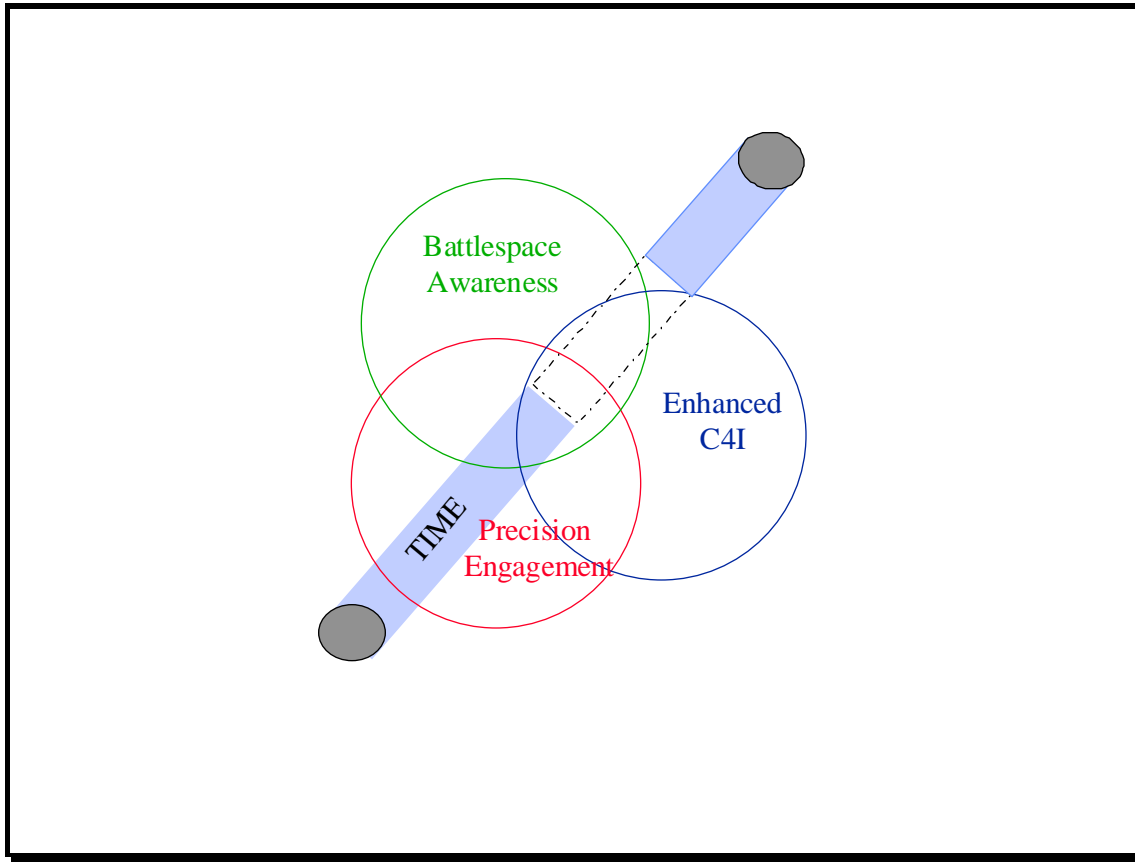 Battlespace
Awareness
Enhanced
C4I
TIME
Precision
Engagement